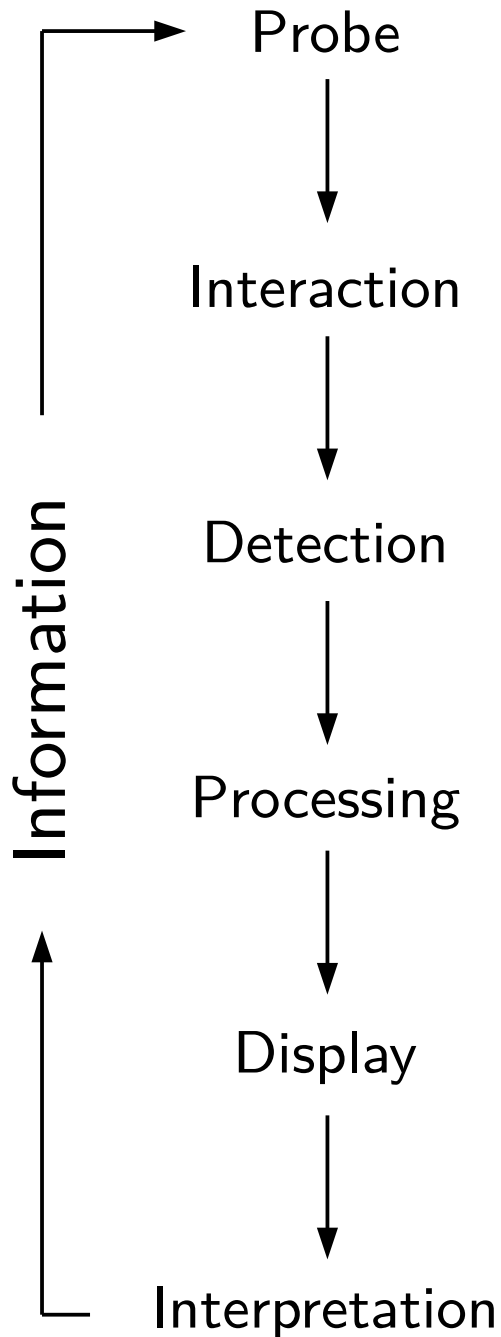 Probe
Interaction
Detection
Processing
Display
Interpretation
Information